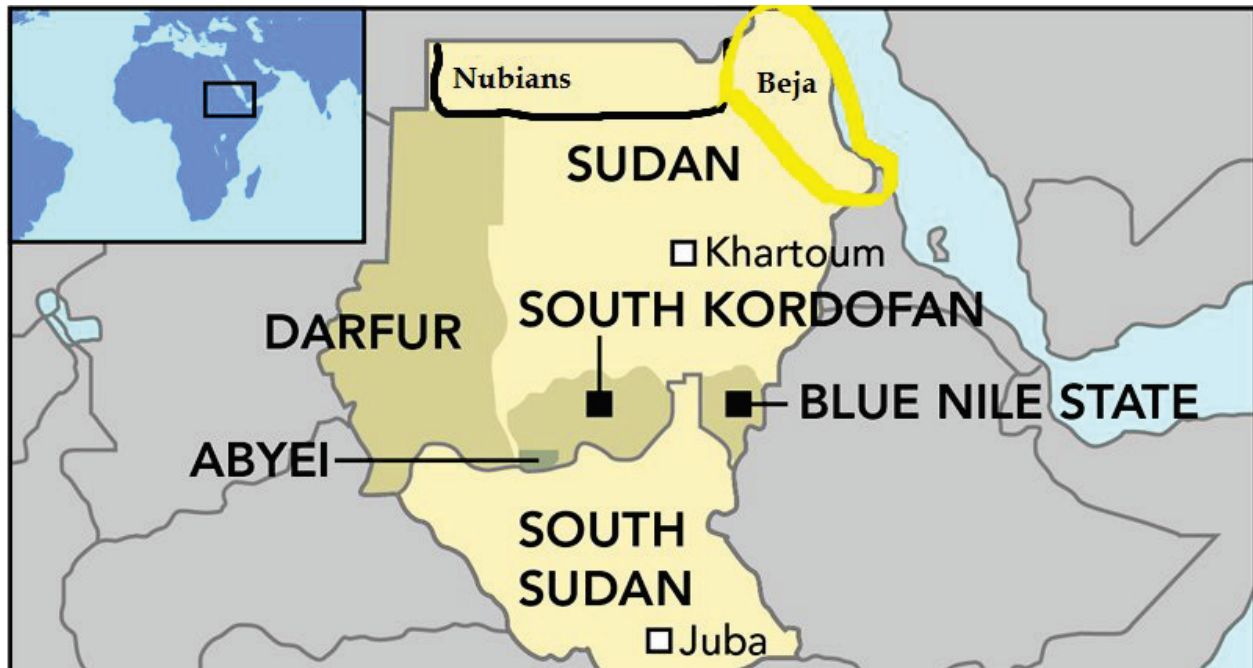 Nubians
Beja
SUDAN
Khartoum
SOUTH KORDOFAN
DARFUR
BLUE NILE STATE
ABYEI
SOUTH
SUDAN
Juba